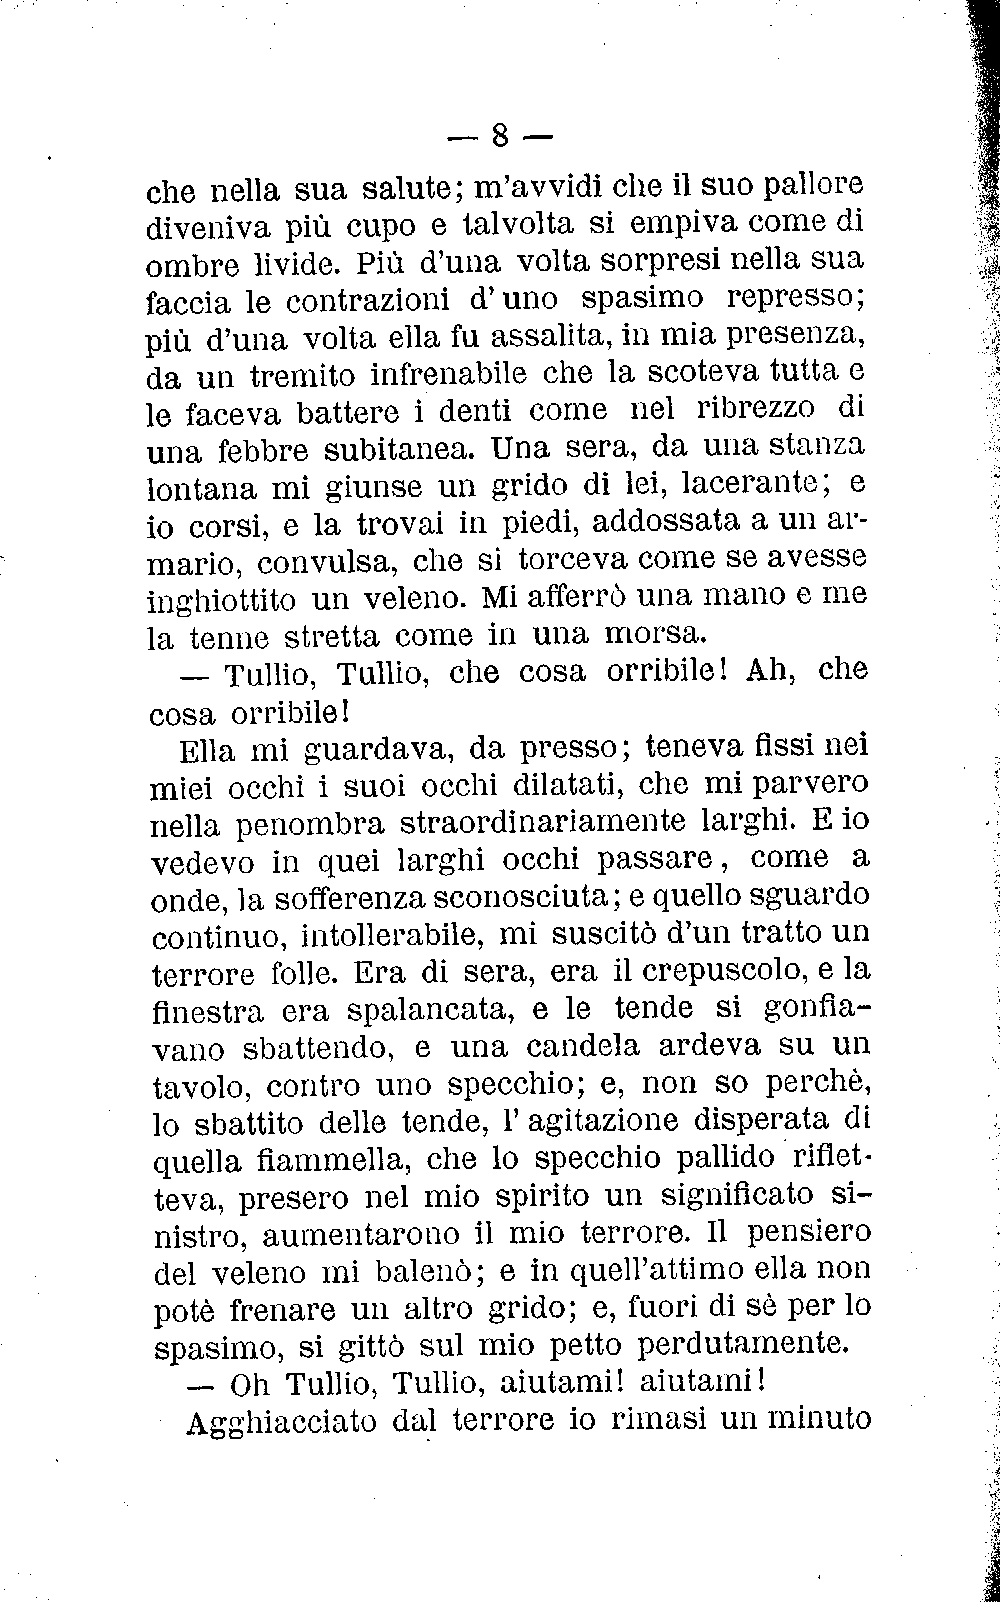 — 8 —
che nella sua salute; m'avvidi che il suo pallore
diveniva più cupo e talvolta si empiva come di
ombre livide. Più d'una volta sorpresi nella sua
faccia le contrazioni d'uno spasimo represso;
più d'una volta ella fu assalita, in mia presenza,
da un tremito infrenabile che la scoteva tutta e
le faceva battere i denti come nel ribrezzo di
una febbre subitanea. Una sera, da una stanza
lontana mi giunse un grido di lei, lacerante; e
io corsi, e la trovai in piedi, addossata a un ar-
mario, convulsa, che si torceva come se avesse
inghiottito un veleno. Mi afferrò una mano e me
la tenne stretta come in una morsa.
— Tullio, Tullio, che cosa orribile! Ah, che
cosa orribile!
Ella mi guardava, da presso; teneva fissi nei
miei occhi i suoi occhi dilatati, che mi parvero
nella penombra straordinariamente larghi. E io
vedevo in quei larghi occhi passare, come a
onde, la sofferenza sconosciuta; e quello sguardo
continuo, intollerabile, mi suscitò d'un tratto un
terrore folle. Era di sera, era il crepuscolo, e la
finestra era spalancata, e le tende si gonfia-
vano sbattendo, e una candela ardeva su un
tavolo, contro uno specchio; e, non so perchè,
lo sbattito delle tende, l'agitazione disperata di
quella fiammella, che lo specchio pallido riflet-
teva, presero nel mio spirito un significato si-
nistro, aumentarono il mio terrore. Il pensiero
del veleno mi balenò; e in quell'attimo ella non
potè frenare un altro grido; e, fuori di sè per lo
spasimo, si gittò sul mio petto perdutamente.
— Oh Tullio, Tullio, aiutami! aiutami!
Agghiacciato dal terrore io rimasi un minuto